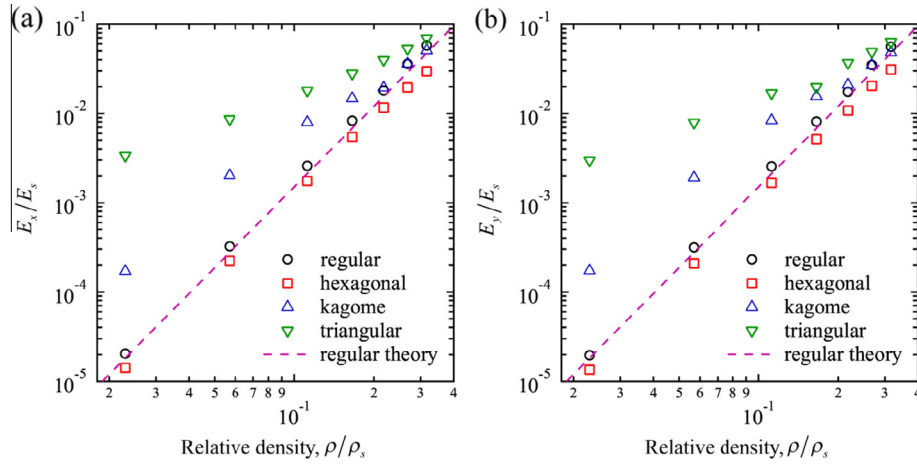 (a)
10^-1
10^-2
10^-3
10^-4
10^-5
E_x/E_s
regular
hexagonal
kagome
triangular
regular theory
2 3 4 5 6 7 8 9 10^-1 2 3 4
Relative density, ρ/ρ_s
(b)
10^-1
10^-2
10^-3
10^-4
10^-5
E_y/E_s
regular
hexagonal
kagome
triangular
regular theory
2 3 4 5 6 7 8 9 10^-1 2 3 4
Relative density, ρ/ρ_s